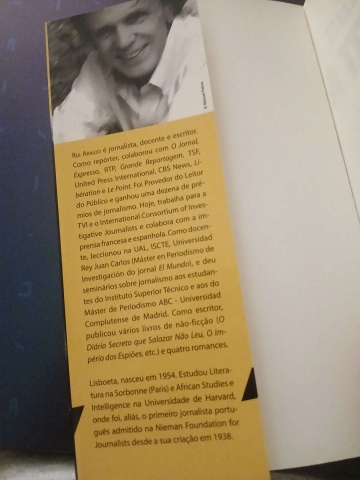 © Manuel Falcão
RUI ARAÚJO é jornalista, docente e escritor.
Como repórter, colaborou com O Jornal,
Expresso, RTP, Grande Reportagem, TSF,
United Press International, CBS News, Li-
bération e Le Point. Foi Provedor do Leitor
do Público e ganhou uma dezena de pré-
mios de jornalismo. Hoje, trabalha para a
TVI e o International Consortium of Inves-
tigative Journalists e colabora com a im-
prensa francesa e espanhola. Como docen-
te, leccionou na UAL, ISCTE, Universidad
Rey Juan Carlos (Máster en Periodismo de
Investigación do jornal El Mundo), e deu
seminários sobre jornalismo aos estudan-
tes do Instituto Superior Técnico e aos do
Máster de Periodismo ABC - Universidad
Complutense de Madrid. Como escritor,
publicou vários livros de não-ficção (O
Diário Secreto que Salazar Não Leu, O Im-
pério dos Espiões, etc.) e quatro romances.
Lisboeta, nasceu em 1954. Estudou Litera-
tura na Sorbonne (Paris) e African Studies e
Intelligence na Universidade de Harvard,
onde foi, aliás, o primeiro jornalista portu-
guês admitido na Nieman Foundation for
Journalists desde a sua criação em 1938.